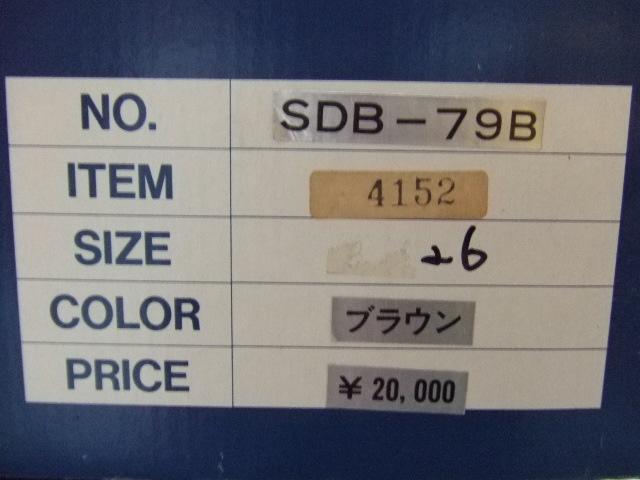 NO. SDB-79B
ITEM 4152
SIZE 26
COLOR ブラウン
PRICE ¥20,000